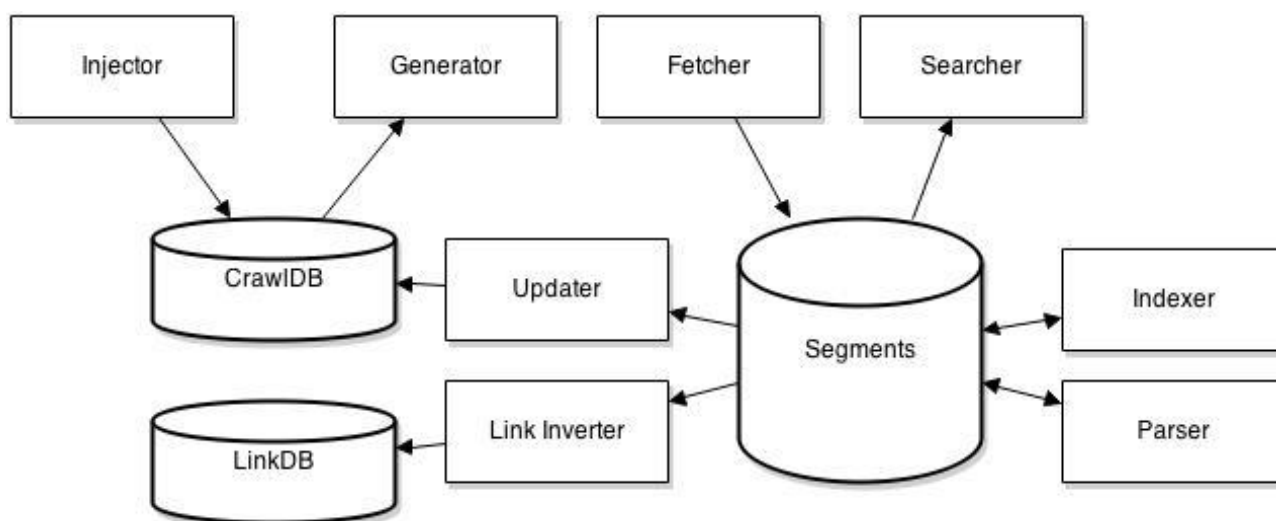 Injector
Generator
Fetcher
Searcher
CrawlDB
Updater
Segments
Indexer
LinkDB
Link Inverter
Parser